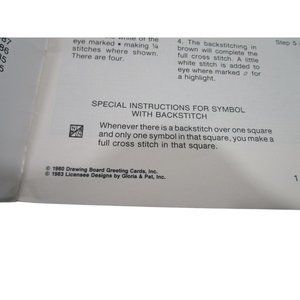 white of the
eye marked • making ¼
stitches where shown.
There are four.
4. The backstitching in
brown will complete the
full cross stitch. A little
white stitch is added to
eye where marked
for
a highlight.
Step 5
SPECIAL INSTRUCTIONS FOR SYMBOL
WITH BACKSTITCH
Whenever there is a backstitch over one square
and only one symbol in that square, you make a
full cross stitch in that square.
© 1980 Drawing Board Greeting Cards, Inc.
© 1983 Licensee Designs by Gloria & Pat, Inc.
1